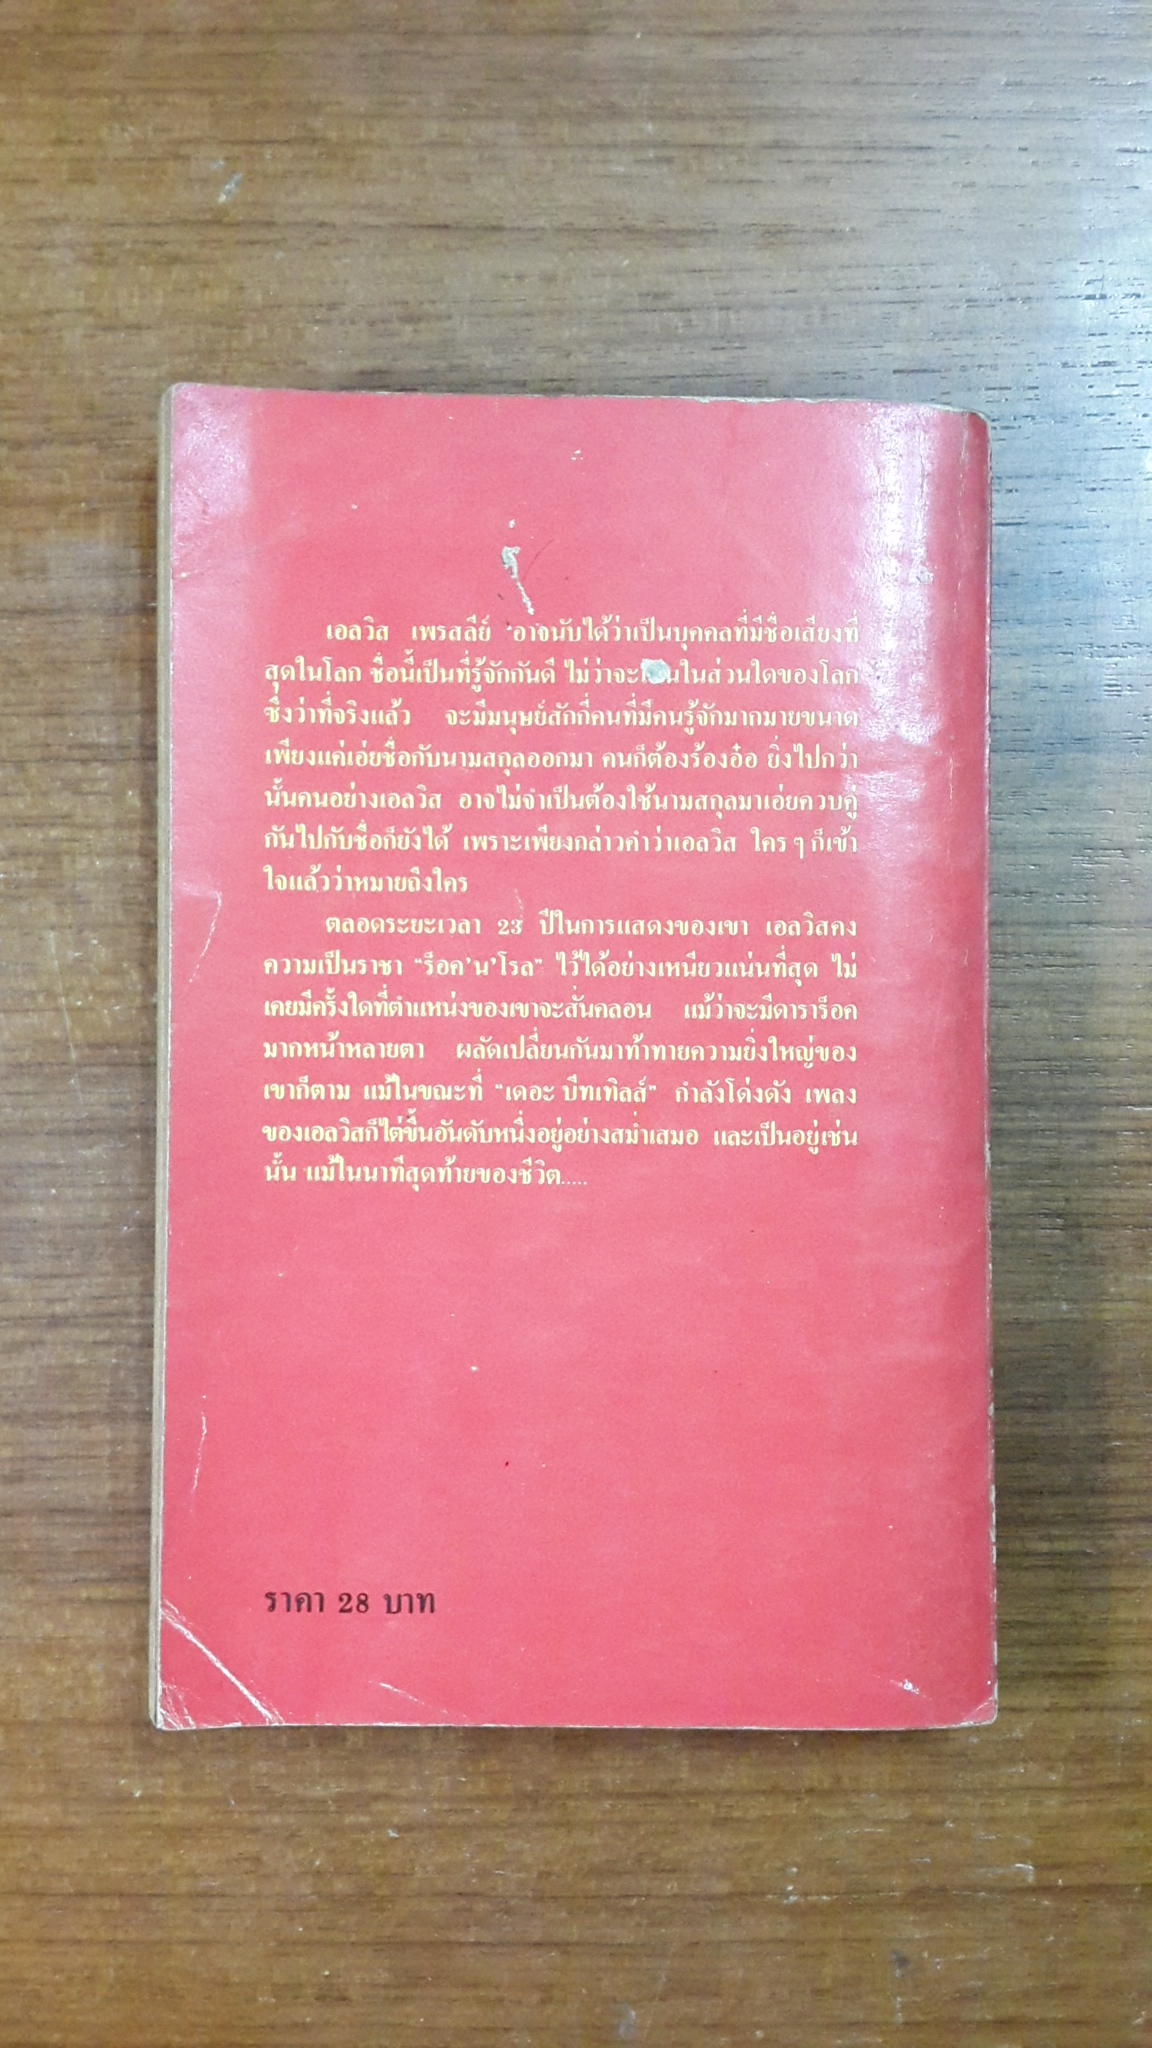 เอลวิส เพรสลีย์ อาจนับได้ว่าเป็นบุคคลที่มีชื่อเสียงที่
สุดในโลก ชื่อนี้เป็นที่รู้จักกันดี ไม่ว่าจะในส่วนใดของโลก
ซึ่งว่าที่จริงแล้ว จะมีมนุษย์สักกี่คนที่มีคนรู้จักมากมายขนาด
เพียงแค่เอ่ยชื่อกับนามสกุลออกมา คนก็ต้องร้องอ๋อ ยิ่งไปกว่า
นั้นคนอย่างเอลวิส อาจไม่จำเป็นต้องใช้นามสกุลมาเอ่ยควบคู่
กันไปกับชื่อก็ยังได้ เพราะเพียงกล่าวคำว่าเอลวิส ใคร ๆ ก็เข้า
ใจแล้วว่าหมายถึงใคร
ตลอดระยะเวลา 23 ปีในการแสดงของเขา เอลวิสคง
ความเป็นราชา “ร็อค’น’โรล” ไว้ได้อย่างเหนียวแน่นที่สุด ไม่
เคยมีครั้งใดที่ตำแหน่งของเขาจะสั่นคลอน แม้ว่าจะมีดาราร็อค
มากหน้าหลายตา ผลัดเปลี่ยนกันมาท้าทายความยิ่งใหญ่ของ
เขาก็ตาม แม้ในขณะที่ “เดอะ บีทเทิลส์” กำลังโด่งดัง เพลง
ของเอลวิสก็ไต่ขึ้นอันดับหนึ่งอยู่อย่างสม่ำเสมอ และเป็นอยู่เช่น
นั้น แม้ในนาทีสุดท้ายของชีวิต.....
ราคา 28 บาท